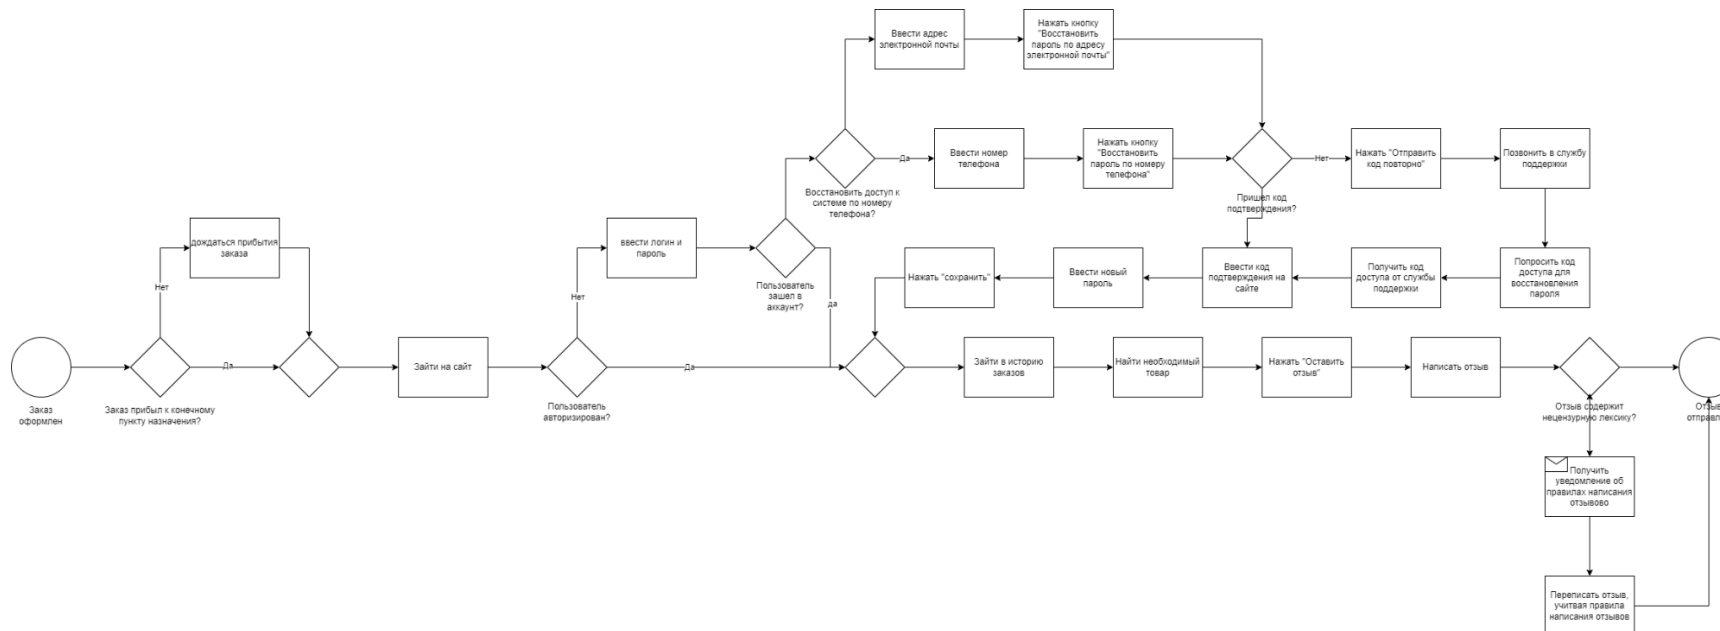 Ввести адрес
электронной почты
Нажать кнопку
"Восстановить
пароль по адресу
электронной почты"
Да
Ввести номер
телефона
Нажать кнопку
"Восстановить
пароль по номеру
телефона"
Нет
Нажать "Отправить
код повторно"
Позвонить в службу
поддержки
Восстановить доступ к
системе по номеру
телефона?
Пришел код
подтверждения?
дождаться прибытия
заказа
ввести логин и
пароль
Пользователь
зашел в
аккаунт?
Нажать "сохранить"
Ввести новый
пароль
Ввести код
подтверждения на
сайте
Получить код
доступа от службы
поддержки
Попросить код
доступа для
восстановления
пароля
Нет
Нет
да
Заказ
оформлен
Да
Заказ прибыл к конечному
пункту назначения?
Зайти на сайт
Да
Пользователь
авторизирован?
Зайти в историю
заказов
Найти необходимый
товар
Нажать "Оставить
отзыв"
Написать отзыв
Отзыв содержит
нецензурную лексику?
Отзыв
отправл
Получить
уведомление об
правилах написания
отзывово
Переписать отзыв,
учитвая правила
написания отзывов